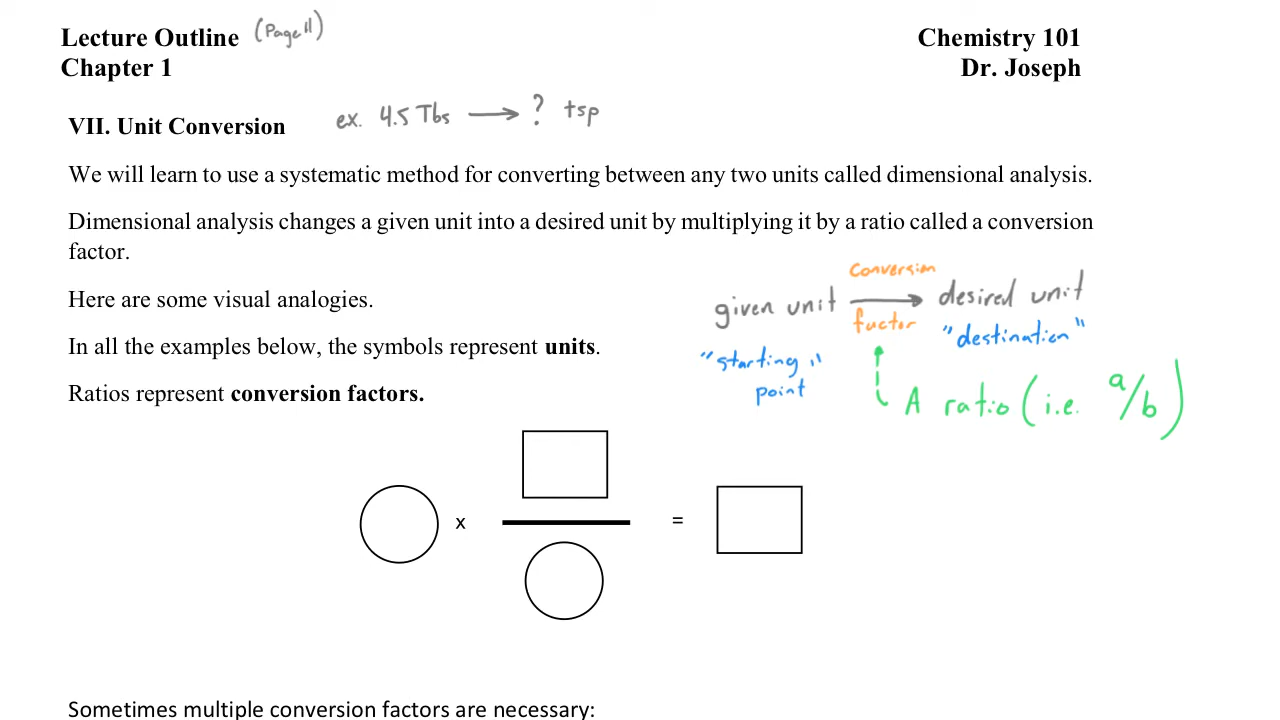 Lecture Outline (Page 11)
Chemistry 101
Chapter 1
Dr. Joseph
VII. Unit Conversion
ex. 4.5 Tbs → ? tsp
We will learn to use a systematic method for converting between any two units called dimensional analysis.
Dimensional analysis changes a given unit into a desired unit by multiplying it by a ratio called a conversion
factor.
Here are some visual analogies.
In all the examples below, the symbols represent units.
Ratios represent conversion factors.
given unit → desired unit
conversion
factor
"starting"
point
"destination"
A ratio (i.e. a/b)
x
=
Sometimes multiple conversion factors are necessary: